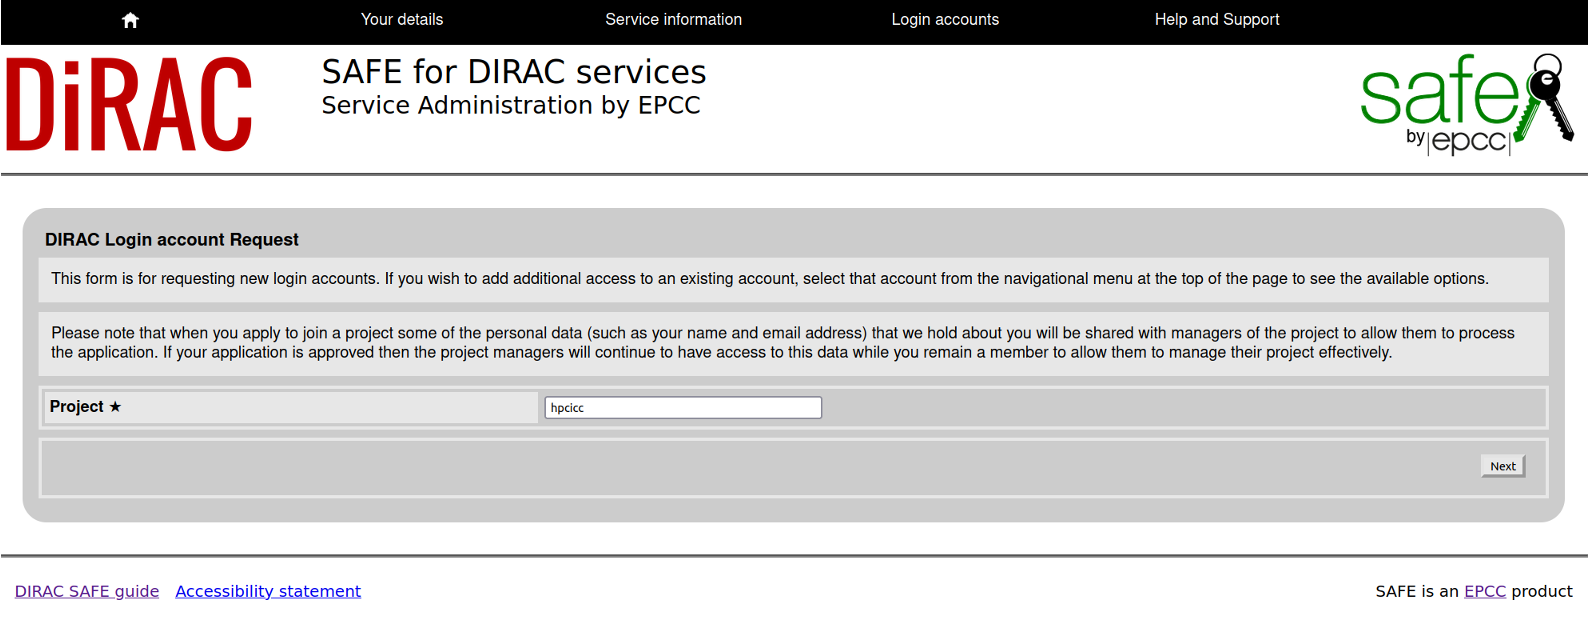 Your details Service information Login accounts Help and Support
DiRAC
SAFE for DIRAC services
Service Administration by EPCC
safe
by |epcc|
DIRAC Login account Request
This form is for requesting new login accounts. If you wish to add additional access to an existing account, select that account from the navigational menu at the top of the page to see the available options.
Please note that when you apply to join a project some of the personal data (such as your name and email address) that we hold about you will be shared with managers of the project to allow them to process
the application. If your application is approved then the project managers will continue to have access to this data while you remain a member to allow them to manage their project effectively.
Project ★ hpcicc
Next
DIRAC SAFE guide Accessibility statement SAFE is an EPCC product